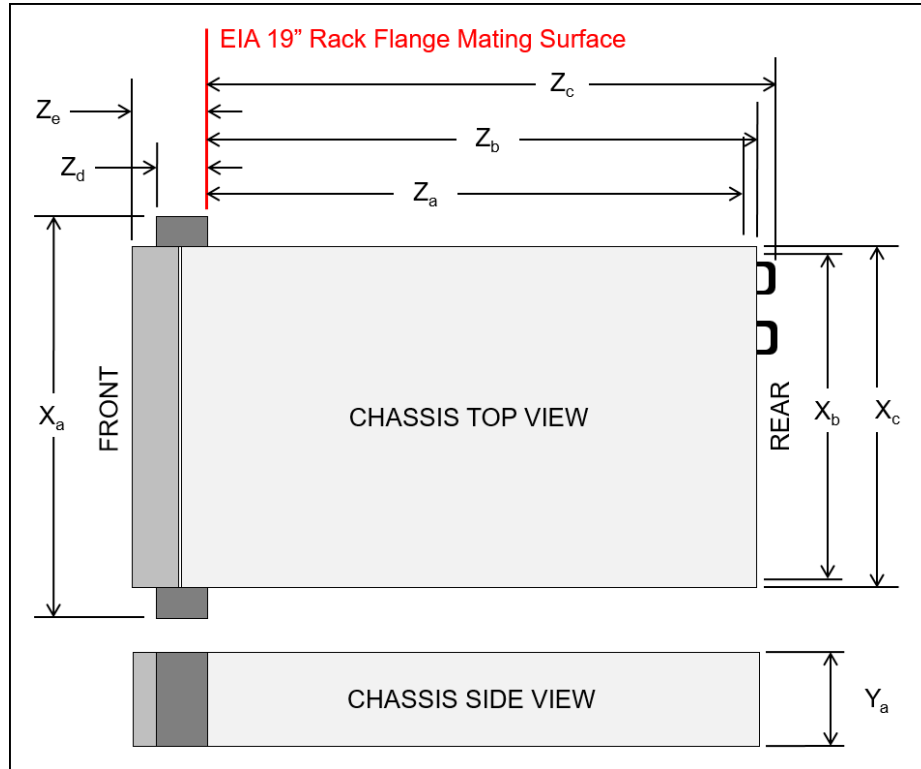 EIA 19” Rack Flange Mating Surface
Zc
Ze
Zb
Zd
Za
FRONT
Xa
CHASSIS TOP VIEW
REAR
Xb
Xc
CHASSIS SIDE VIEW
Ya